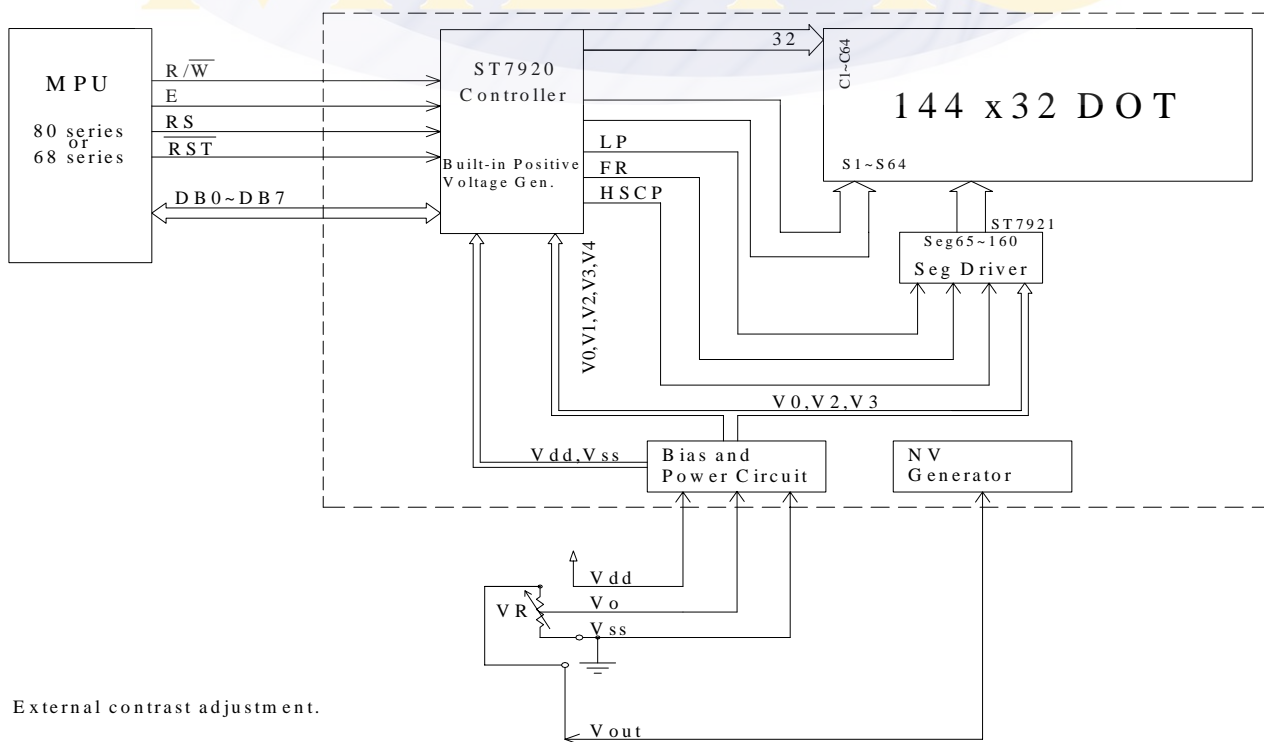 MPU
80 series
or
68 series
R/W
E
RS
RST
DB0~DB7
ST7920
Controller
Built-in Positive
Voltage Gen.
32
LP
FR
HSCP
C1~C64
144 x32 DOT
S1~S64
ST7921
Seg65~160
Seg Driver
V0,V1,V2,V3,V4
V0,V2,V3
Vdd,Vss
Bias and
Power Circuit
NV
Generator
Vdd
VR
Vo
Vss
External contrast adjustment.
Vout